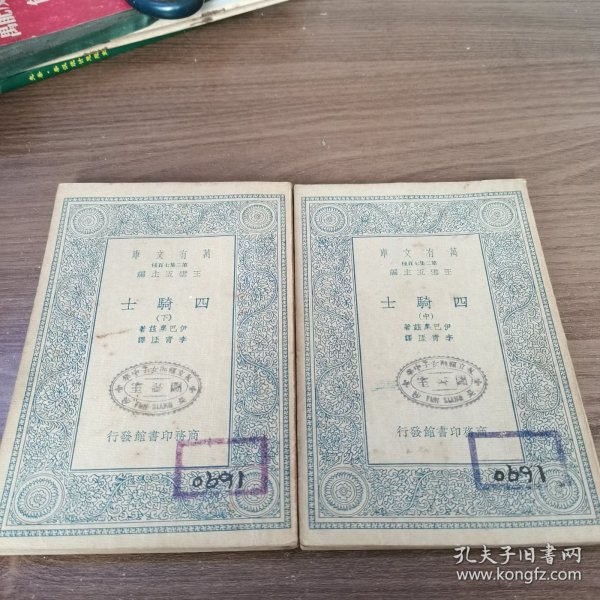 萬有文庫
第二集七百種
王雲五主編
四騎士
(下)
伊巴臬茲著
李青崖譯
商務印書館發行
1690
萬有文庫
第二集七百種
王雲五主編
四騎士
(中)
伊巴臬茲著
李青崖譯
商務印書館發行
1690
孔夫子旧书网
www.kongfz.com